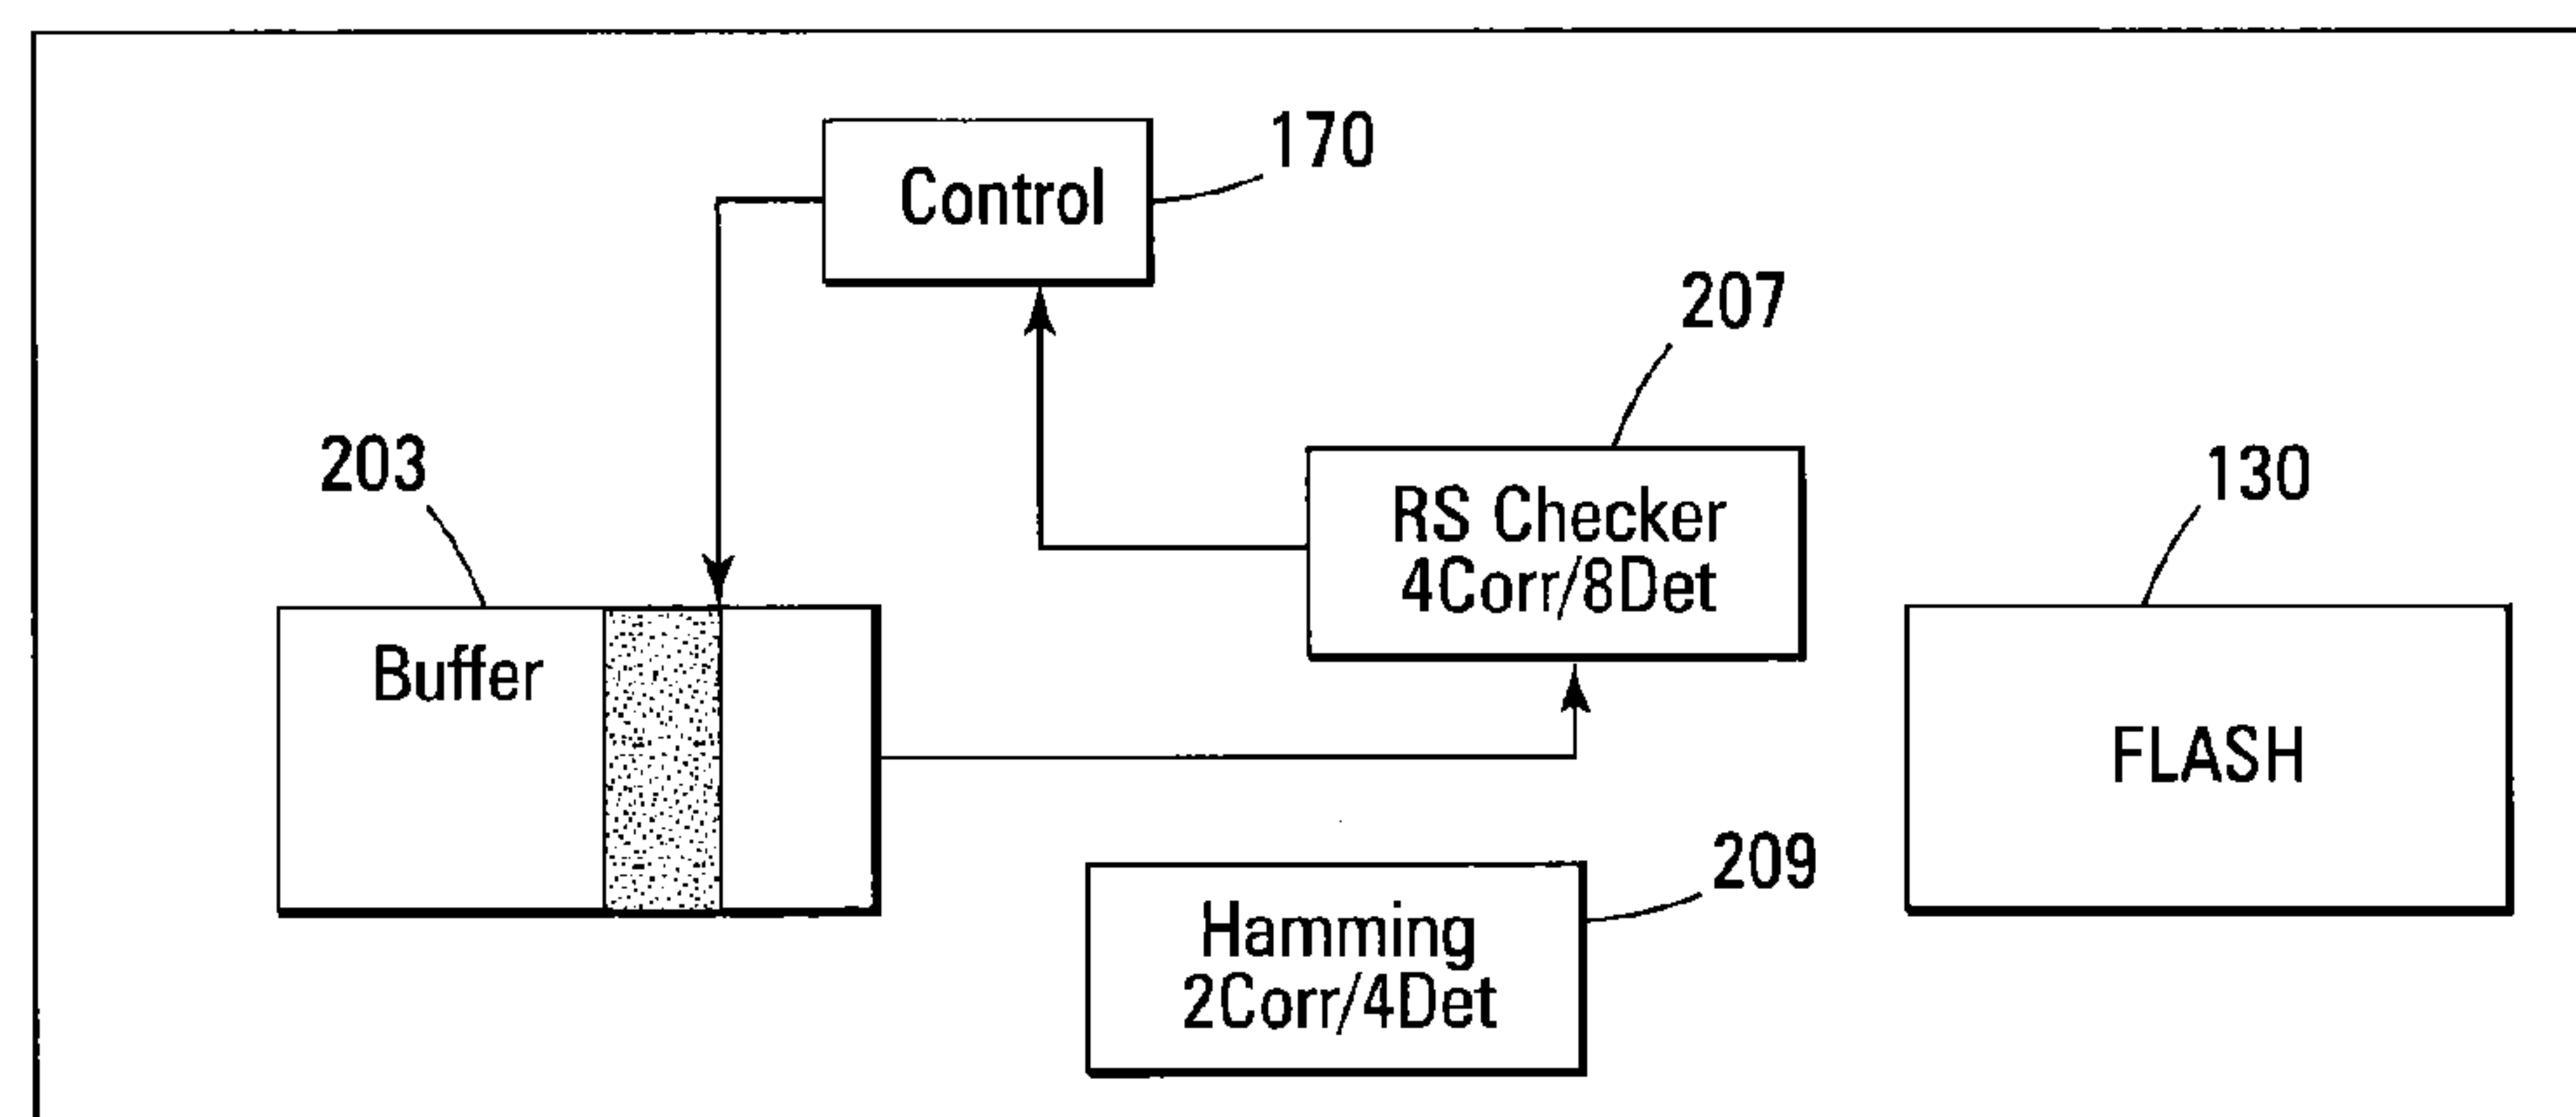 170
Control
207
203
RS Checker
4Corr/8Det
130
Buffer
FLASH
209
Hamming
2Corr/4Det